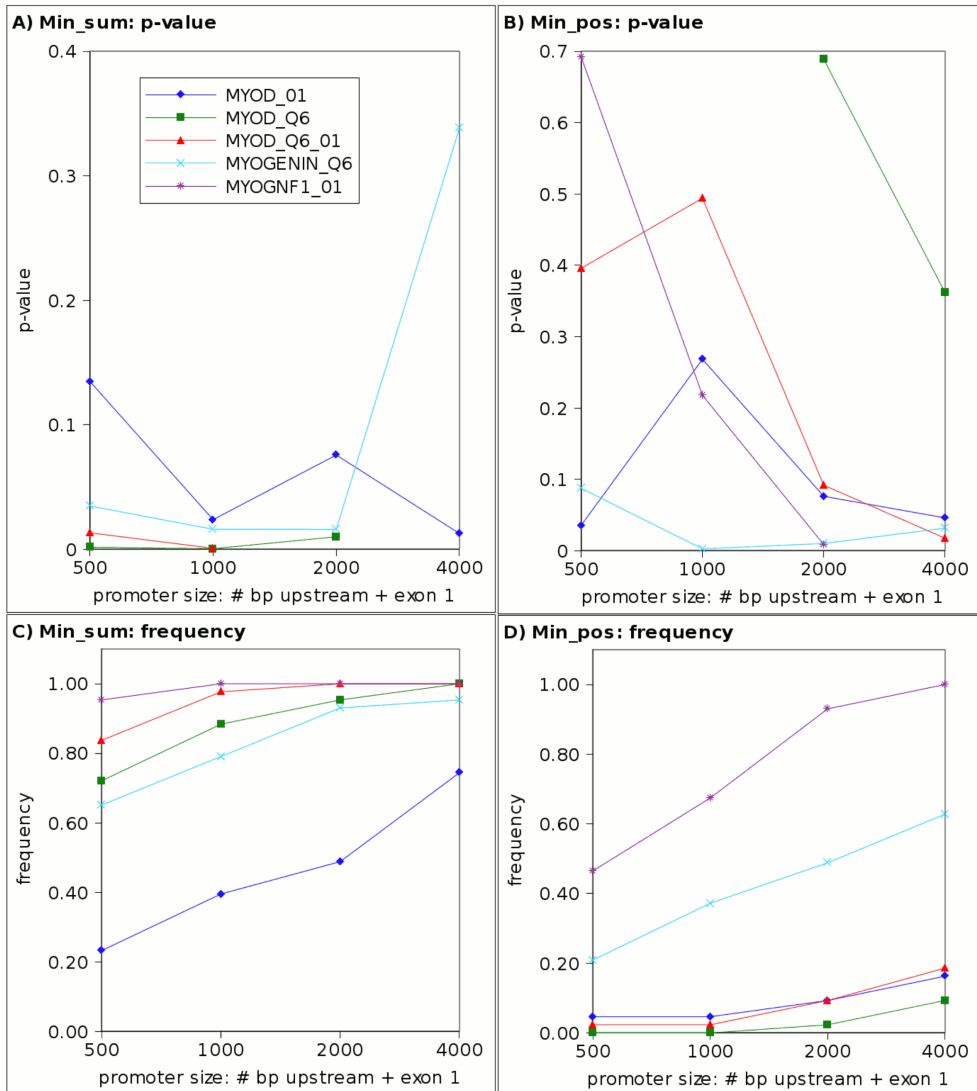 A) Min_sum: p-value
0.4
0.3
0.2
0.1
0
p-value
MYOD_01
MYOD_Q6
MYOD_Q6_01
MYOGENIN_Q6
MYOGNF1_01
500 1000 2000 4000
promoter size: # bp upstream + exon 1
B) Min_pos: p-value
0.7
0.6
0.5
0.4
0.3
0.2
0.1
0
p-value
500 1000 2000 4000
promoter size: # bp upstream + exon 1
C) Min_sum: frequency
1.00
0.80
0.60
0.40
0.20
0.00
frequency
500 1000 2000 4000
promoter size: # bp upstream + exon 1
D) Min_pos: frequency
1.00
0.80
0.60
0.40
0.20
0.00
frequency
500 1000 2000 4000
promoter size: # bp upstream + exon 1